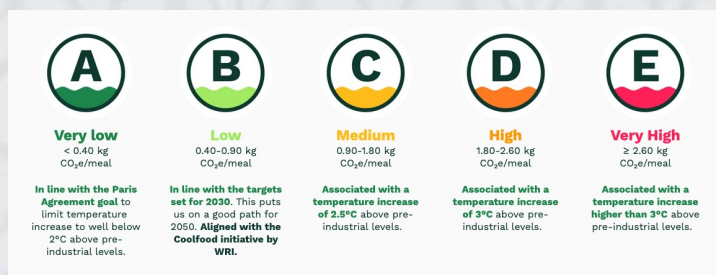 A
Very low
< 0.40 kg
CO₂e/meal
In line with the Paris
Agreement goal to
limit temperature
increase to well below
2°C above pre-
industrial levels.
B
Low
0.40-0.90 kg
CO₂e/meal
In line with the targets
set for 2030. This puts
us on a good path for
2050. Aligned with the
Coolfood initiative by
WRI.
C
Medium
0.90-1.80 kg
CO₂e/meal
Associated with a
temperature increase
of 2.5°C above pre-
industrial levels.
D
High
1.80-2.60 kg
CO₂e/meal
Associated with a
temperature increase
of 3°C above pre-
industrial levels.
E
Very High
≥ 2.60 kg
CO₂e/meal
Associated with a
temperature increase
higher than 3°C above
pre-industrial levels.